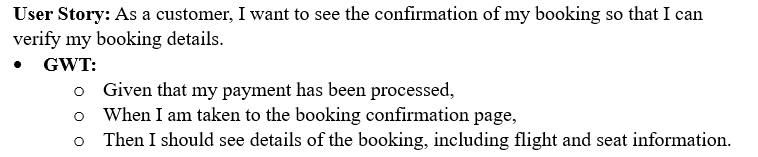 User Story: As a customer, I want to see the confirmation of my booking so that I can
verify my booking details.
• GWT:
o Given that my payment has been processed,
o When I am taken to the booking confirmation page,
o Then I should see details of the booking, including flight and seat information.